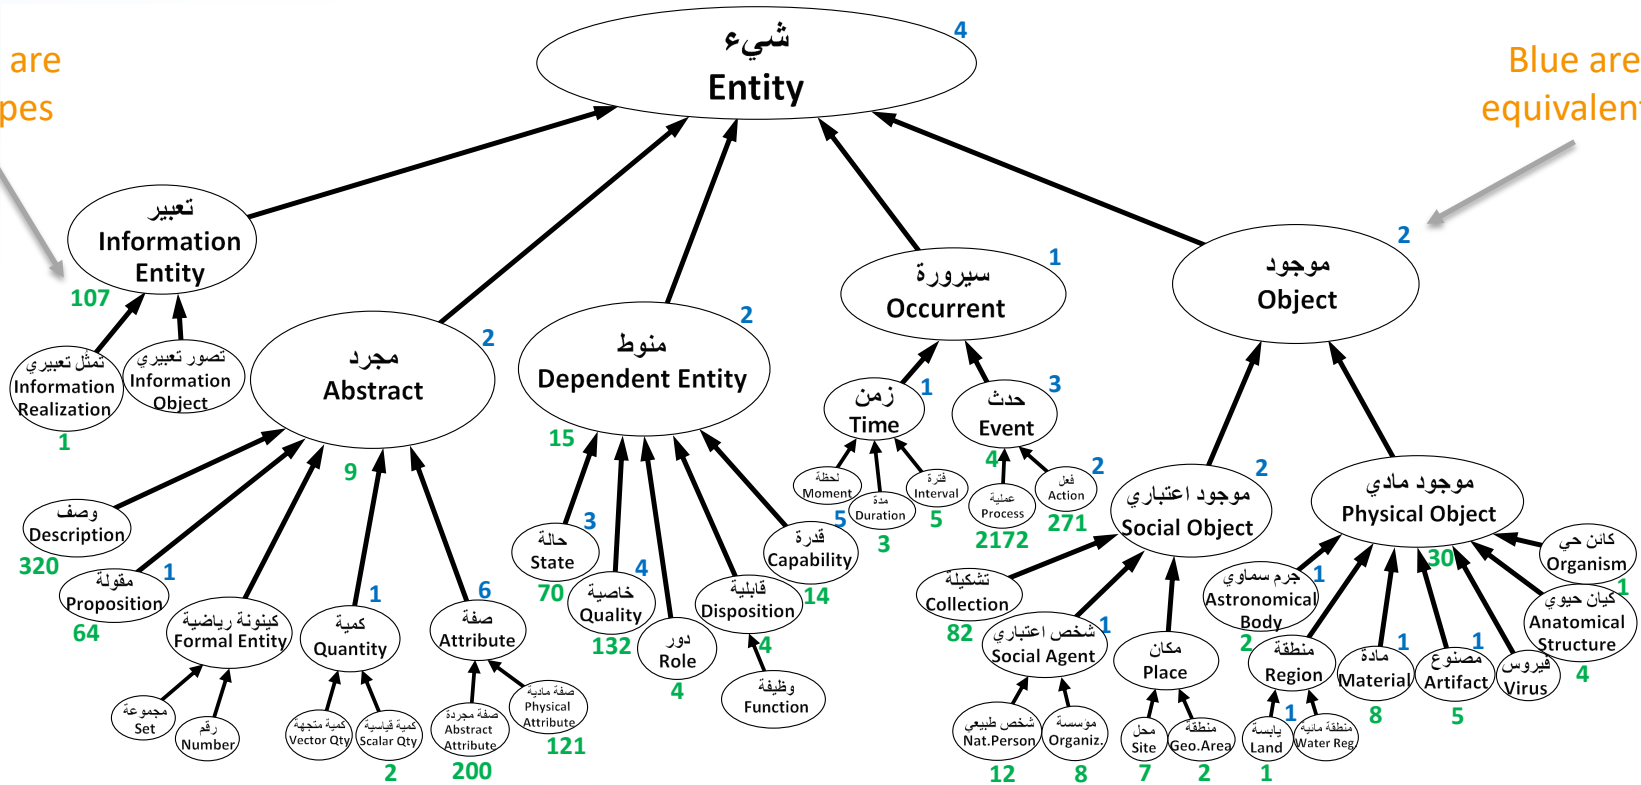 شيء
Entity
4
are
pes
Blue are
equivalent
تعبير
Information
Entity
107
تمثل تعبيري
Information
Realization
1
تصور تعبيري
Information
Object
مجرد
Abstract
2
9
وصف
Description
320
مقولة
Proposition
1
64
كينونة رياضية
Formal Entity
مجموعة
Set
رقم
Number
كمية
Quantity
1
كمية متجهة
Vector Qty
كمية قياسية
Scalar Qty
2
صفة
Attribute
6
صفة مجردة
Abstract
Attribute
200
صفة مادية
Physical
Attribute
121
منوط
Dependent Entity
2
15
حالة
State
3
70
خاصية
Quality
4
132
دور
Role
4
قابلية
Disposition
4
وظيفة
Function
قدرة
Capability
5
14
سيرورة
Occurrent
1
زمن
Time
1
لحظة
Moment
مدة
Duration
3
فترة
Interval
5
حدث
Event
3
4
عملية
Process
2172
فعل
Action
2
271
موجود
Object
2
موجود اعتباري
Social Object
2
تشكيلة
Collection
82
شخص اعتباري
Social Agent
1
شخص طبيعي
Nat.Person
12
مؤسسة
Organiz.
8
مكان
Place
محل
Site
7
منطقة
Geo.Area
2
موجود مادي
Physical Object
30
جرم سماوي
Astronomical
Body
1
2
منطقة
Region
يابسة
Land
1
1
منطقة مائية
Water Reg
مادة
Material
1
8
مصنوع
Artifact
1
5
فيروس
Virus
كيان حيوي
Anatomical
Structure
4
كائن حي
Organism
1